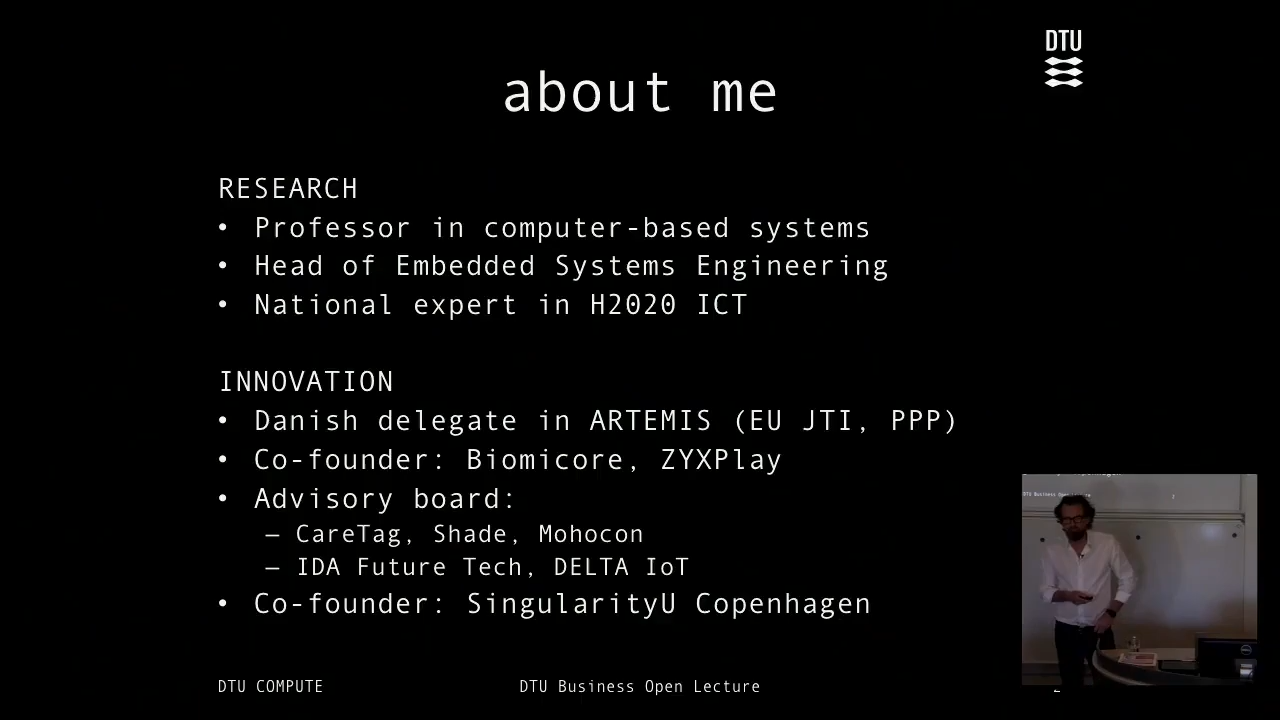 DTU
about me
RESEARCH
• Professor in computer-based systems
• Head of Embedded Systems Engineering
• National expert in H2020 ICT
INNOVATION
• Danish delegate in ARTEMIS (EU JTI, PPP)
• Co-founder: Biomicore, ZYXPlay
• Advisory board:
– CareTag, Shade, Mohocon
– IDA Future Tech, DELTA IoT
• Co-founder: SingularityU Copenhagen
DTU COMPUTE
DTU Business Open Lecture